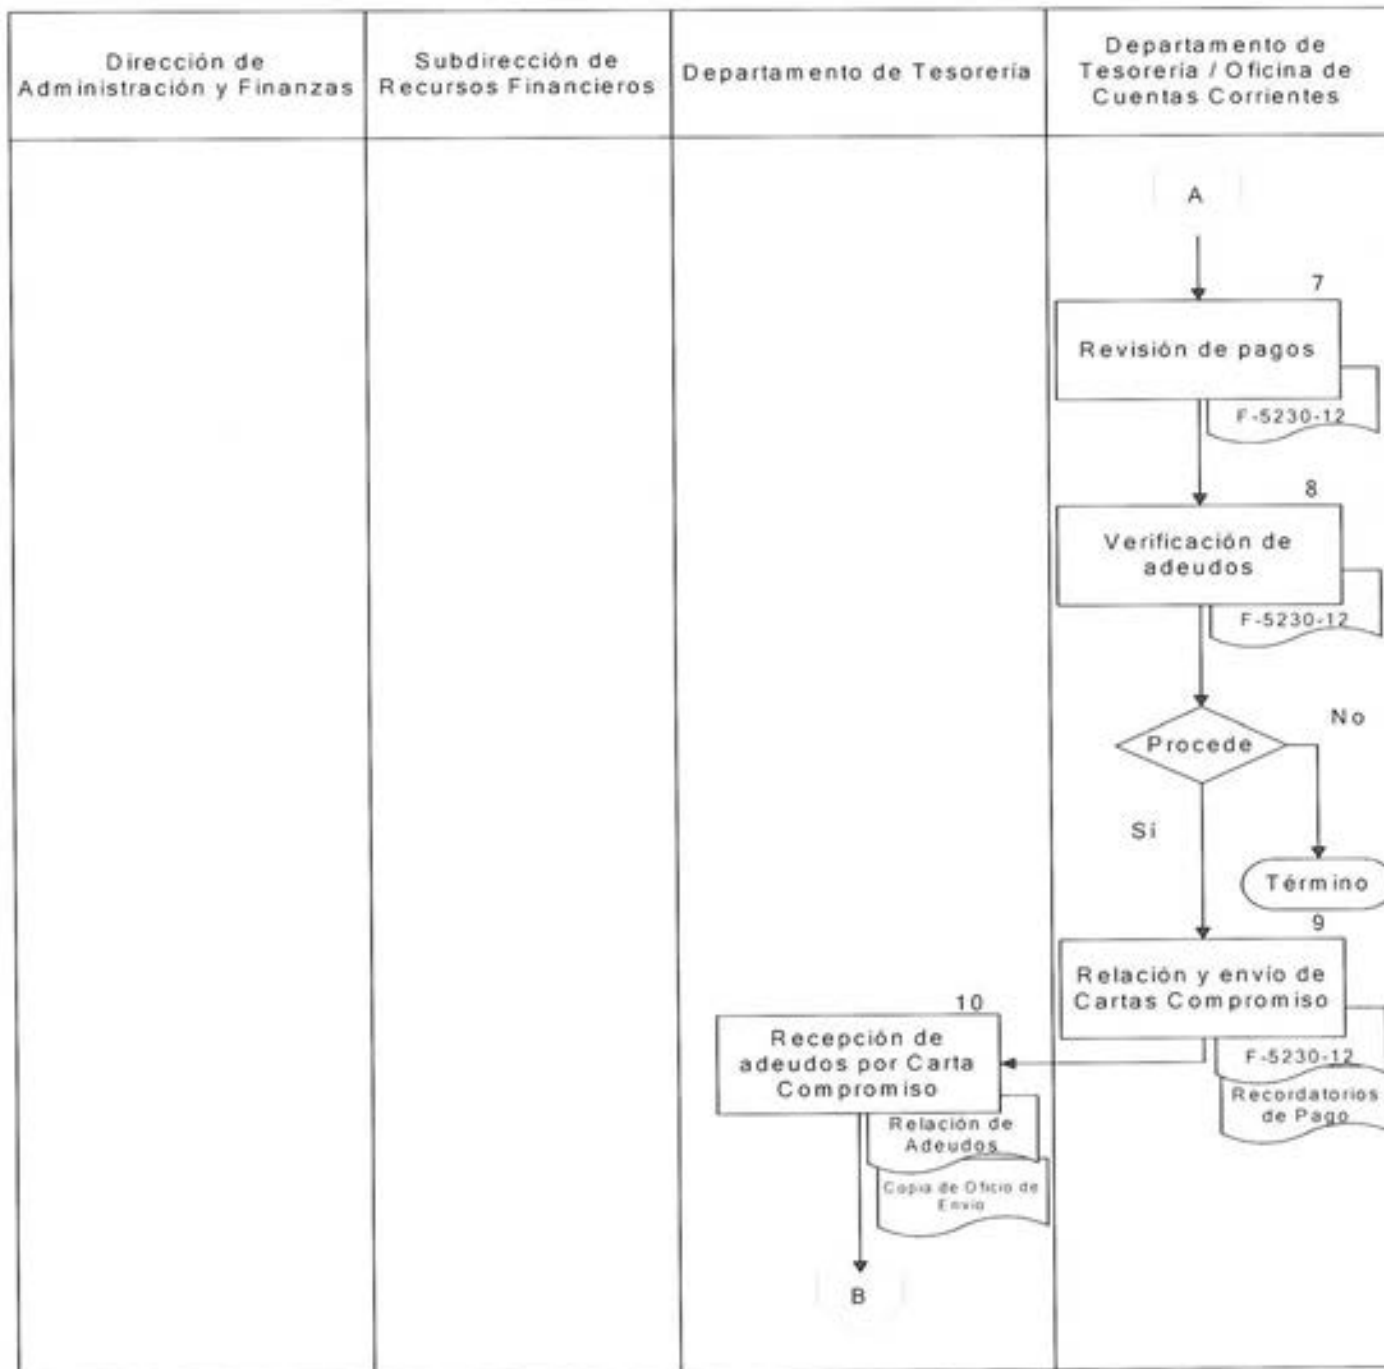 Dirección de
Administración y Finanzas
Subdirección de
Recursos Financieros
Departamento de Tesorería
Departamento de
Tesorería / Oficina de
Cuentas Corrientes
A
7
Revisión de pagos
F-5230-12
8
Verificación de
adeudos
F-5230-12
Procede
No
Sí
Término
9
Relación y envío de
Cartas Compromiso
F-5230-12
Recordatorios
de Pago
10
Recepción de
adeudos por Carta
Compromiso
Relación de
Adeudos
Copia de Oficio de
Envío
B